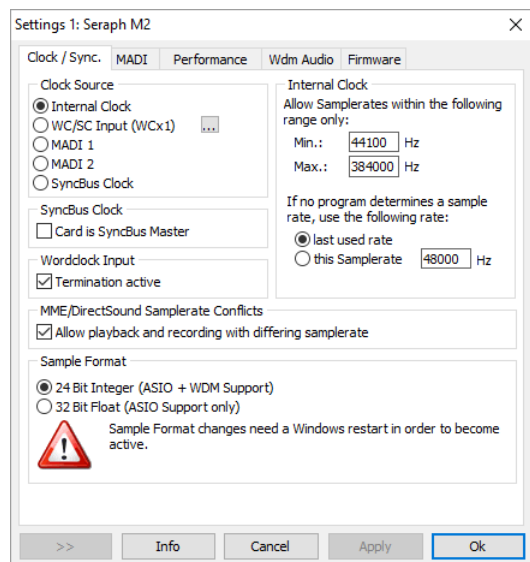 Settings 1: Seraph M2
Clock / Sync. MADI Performance Wdm Audio Firmware
Clock Source
Internal Clock
WC/SC Input (WCx1) ...
MADI 1
MADI 2
SyncBus Clock
SyncBus Clock
Card is SyncBus Master
Wordclock Input
Termination active
Internal Clock
Allow Samplerates within the following
range only:
Min.: 44100 Hz
Max.: 384000 Hz
If no program determines a sample
rate, use the following rate:
last used rate
this Samplerate 48000 Hz
MME/DirectSound Samplerate Conflicts
Allow playback and recording with differing samplerate
Sample Format
24 Bit Integer (ASIO + WDM Support)
32 Bit Float (ASIO Support only)
Sample Format changes need a Windows restart in order to become
active.
>> Info Cancel Apply Ok